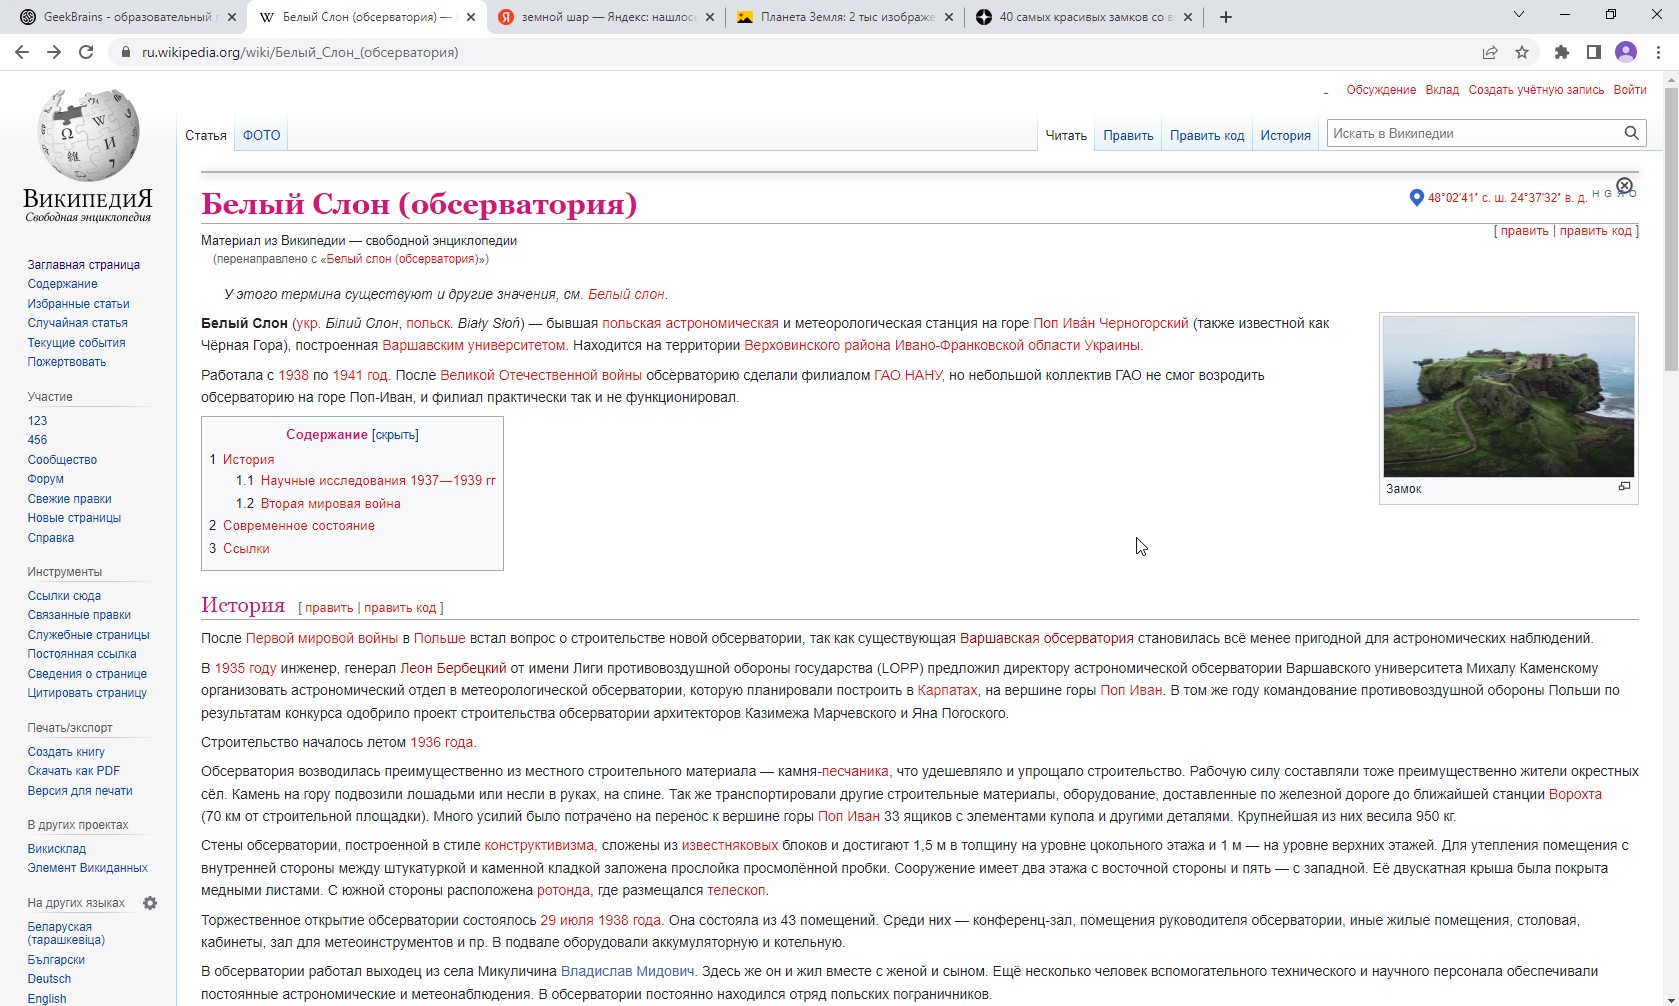 GeekBrains - образовательный
Белый Слон (обсерватория) —
земной шар — Яндекс: нашлос
Планета Земля: 2 тыс изображе
40 самых красивых замков со в
ru.wikipedia.org/wiki/Белый_Слон_(обсерватория)
ВикипедиЯ
Свободная энциклопедия
Обсуждение Вклад Создать учётную запись Войти
Статья ФОТО Читать Править Править код История Искать в Википедии
Заглавная страница
Содержание
Избранные статьи
Случайная статья
Текущие события
Пожертвовать
Участие
123
456
Сообщество
Форум
Свежие правки
Новые страницы
Справка
Инструменты
Ссылки сюда
Связанные правки
Служебные страницы
Постоянная ссылка
Сведения о странице
Цитировать страницу
Печать/экспорт
Создать книгу
Скачать как PDF
Версия для печати
В других проектах
Викисклад
Элемент Викиданных
На других языках
Беларуская
(тарашкевіца)
Български
Deutsch
English
Белый Слон (обсерватория)
48°02′41″ с. ш. 24°37′32″ в. д. H G Я O
[ править | править код ]
Материал из Википедии — свободной энциклопедии
(перенаправлено с «Белый слон (обсерватория)»)
У этого термина существуют и другие значения, см. Белый слон.
Белый Слон (укр. Білий Слон, польск. Biały Słoń) — бывшая польская астрономическая и метеорологическая станция на горе Поп Ива́н Черногорский (также известной как
Чёрная Гора), построенная Варшавским университетом. Находится на территории Верховинского района Ивано-Франковской области Украины.
Работала с 1938 по 1941 год. После Великой Отечественной войны обсерваторию сделали филиалом ГАО НАНУ, но небольшой коллектив ГАО не смог возродить
обсерваторию на горе Поп-Иван, и филиал практически так и не функционировал.
Замок
Содержание [скрыть]
1 История
1.1 Научные исследования 1937—1939 гг
1.2 Вторая мировая война
2 Современное состояние
3 Ссылки
История [ править | править код ]
После Первой мировой войны в Польше встал вопрос о строительстве новой обсерватории, так как существующая Варшавская обсерватория становилась всё менее пригодной для астрономических наблюдений.
В 1935 году инженер, генерал Леон Бербецкий от имени Лиги противовоздушной обороны государства (LOPP) предложил директору астрономической обсерватории Варшавского университета Михалу Каменскому
организовать астрономический отдел в метеорологической обсерватории, которую планировали построить в Карпатах, на вершине горы Поп Иван. В том же году командование противовоздушной обороны Польши по
результатам конкурса одобрило проект строительства обсерватории архитекторов Казимежа Марчевского и Яна Погоского.
Строительство началось летом 1936 года.
Обсерватория возводилась преимущественно из местного строительного материала — камня-песчаника, что удешевляло и упрощало строительство. Рабочую силу составляли тоже преимущественно жители окрестных
сёл. Камень на гору подвозили лошадьми или несли в руках, на спине. Так же транспортировали другие строительные материалы, оборудование, доставленные по железной дороге до ближайшей станции Ворохта
(70 км от строительной площадки). Много усилий было потрачено на перенос к вершине горы Поп Иван 33 ящиков с элементами купола и другими деталями. Крупнейшая из них весила 950 кг.
Стены обсерватории, построенной в стиле конструктивизма, сложены из известняковых блоков и достигают 1,5 м в толщину на уровне цокольного этажа и 1 м — на уровне верхних этажей. Для утепления помещения с
внутренней стороны между штукатуркой и каменной кладкой заложена прослойка просмолённой пробки. Сооружение имеет два этажа с восточной стороны и пять — с западной. Её двускатная крыша была покрыта
медными листами. С южной стороны расположена ротонда, где размещался телескоп.
Торжественное открытие обсерватории состоялось 29 июля 1938 года. Она состояла из 43 помещений. Среди них — конференц-зал, помещения руководителя обсерватории, иные жилые помещения, столовая,
кабинеты, зал для метеоинструментов и пр. В подвале оборудовали аккумуляторную и котельную.
В обсерватории работал выходец из села Микуличина Владислав Мидович. Здесь же он и жил вместе с женой и сыном. Ещё несколько человек вспомогательного технического и научного персонала обеспечивали
постоянные астрономические и метеонаблюдения. В обсерватории постоянно находился отряд польских пограничников.